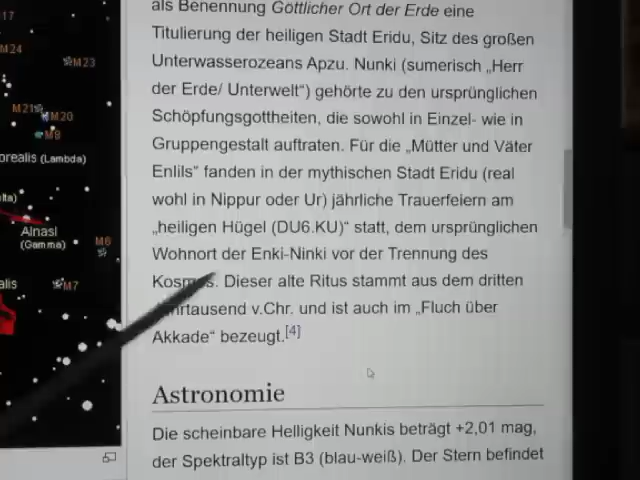 17
M24
M23
M21
M20
M8
orealis (Lambda)
lta)
Alnasl
(Gamma)
M6
alis
M7
als Benennung Göttlicher Ort der Erde eine
Titulierung der heiligen Stadt Eridu, Sitz des großen
Unterwasserozeans Apzu. Nunki (sumerisch „Herr
der Erde/ Unterwelt“) gehörte zu den ursprünglichen
Schöpfungsgottheiten, die sowohl in Einzel- wie in
Gruppengestalt auftraten. Für die „Mütter und Väter
Enlils“ fanden in der mythischen Stadt Eridu (real
wohl in Nippur oder Ur) jährliche Trauerfeiern am
„heiligen Hügel (DU6.KU)“ statt, dem ursprünglichen
Wohnort der Enki-Ninki vor der Trennung des
Kosmos. Dieser alte Ritus stammt aus dem dritten
Jahrtausend v.Chr. und ist auch im „Fluch über
Akkade“ bezeugt.[4]
Astronomie
Die scheinbare Helligkeit Nunkis beträgt +2,01 mag,
der Spektraltyp ist B3 (blau-weiß). Der Stern befindet